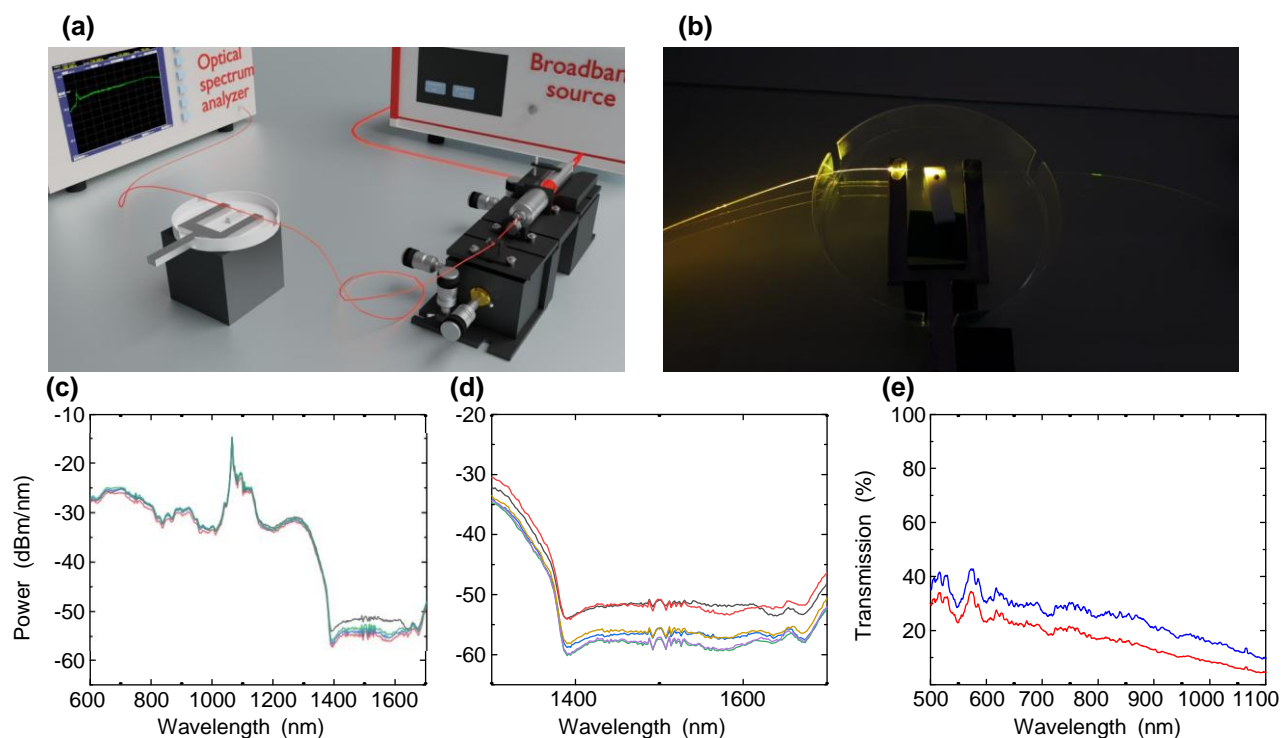 (a)
(b)
Optical
spectrum
analyzer
Broadban
source
(c)
(d)
(e)
-10
-20
-30
-40
-50
-60
600 800 1000 1200 1400 1600
Power (dBm/nm)
Wavelength (nm)
-20
-30
-40
-50
-60
1400 1600
Wavelength (nm)
100
80
60
40
20
500 600 700 800 900 1000 1100
Transmission (%)
Wavelength (nm)